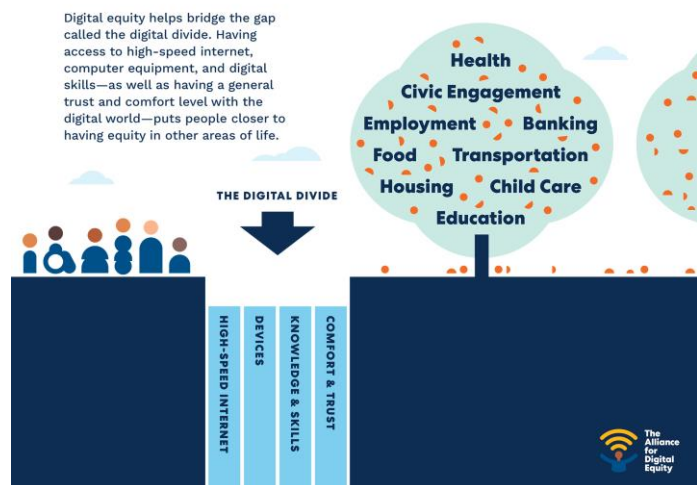 Digital equity helps bridge the gap
called the digital divide. Having
access to high-speed internet,
computer equipment, and digital
skills—as well as having a general
trust and comfort level with the
digital world—puts people closer to
having equity in other areas of life.
THE DIGITAL DIVIDE
Health
Civic Engagement
Employment Banking
Food Transportation
Housing Child Care
Education
HIGH-SPEED INTERNET
DEVICES
KNOWLEDGE & SKILLS
COMFORT & TRUST
The
Alliance
for
Digital
Equity